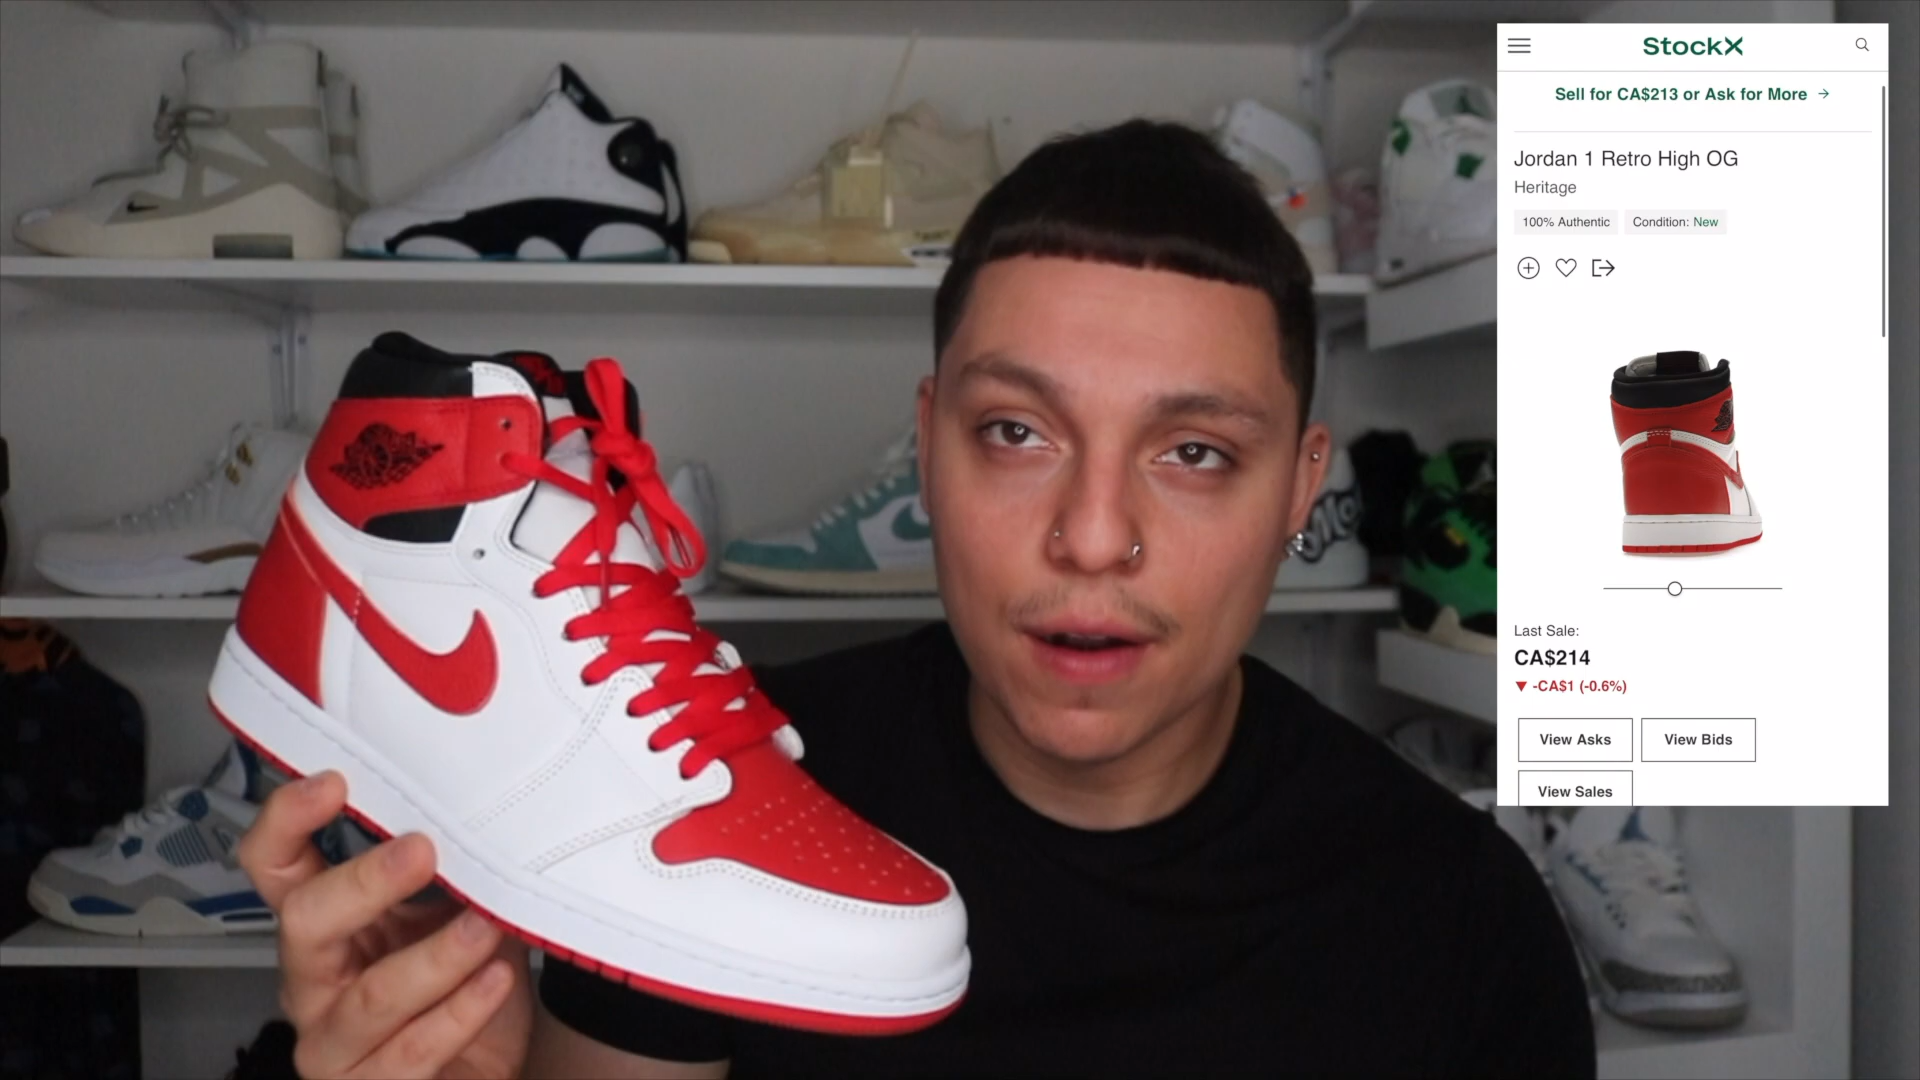 StockX
Sell for CA$213 or Ask for More →
Jordan 1 Retro High OG
Heritage
100% Authentic
Condition: New
Last Sale:
CA$214
▼ -CA$1 (-0.6%)
View Asks
View Bids
View Sales